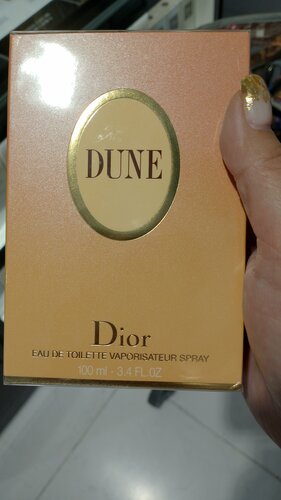 DUNE
Dior
EAU DE TOILETTE VAPORISATEUR SPRAY
100 ml - 3.4 FL.OZ